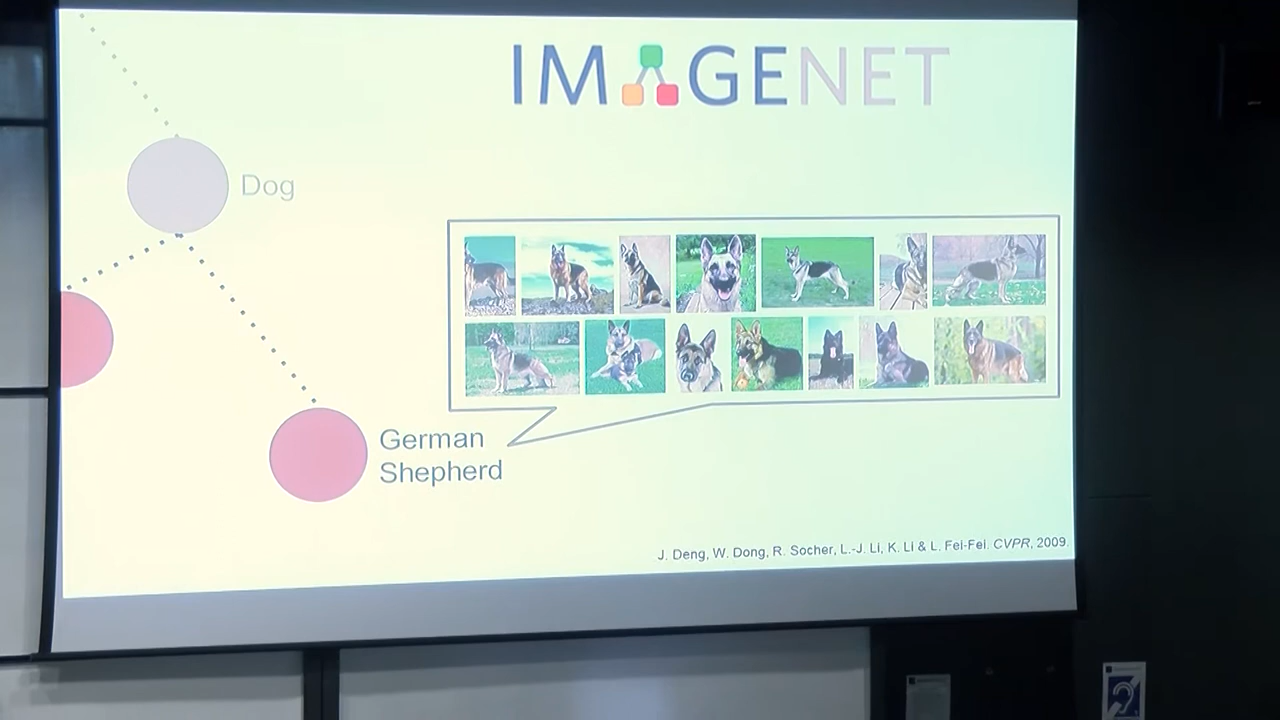 IMAGENET
Dog
German
Shepherd
J. Deng, W. Dong, R. Socher, L.-J. Li, K. Li & L. Fei-Fei. CVPR, 2009.